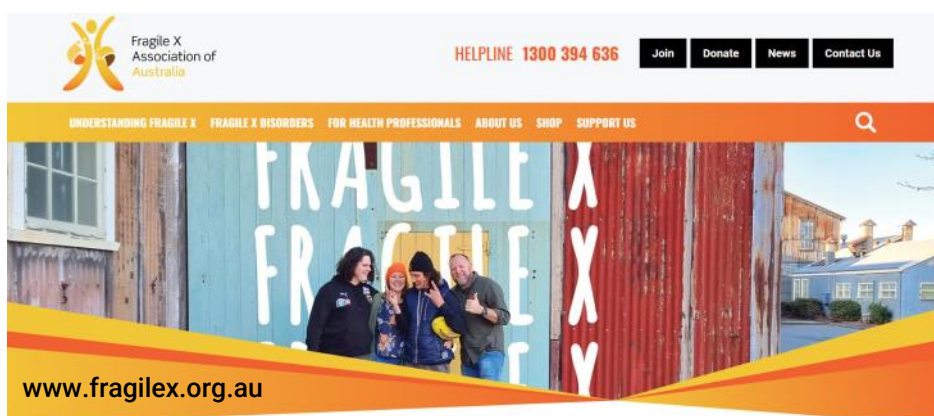 Fragile X
Association of
Australia
HELPLINE 1300 394 636
Join
Donate
News
Contact Us
UNDERSTANDING FRAGILE X
FRAGILE X DISORDERS
FOR HEALTH PROFESSIONALS
ABOUT US
SHOP
SUPPORT US
FRAGILE X
FRAGILE X
www.fragilex.org.au